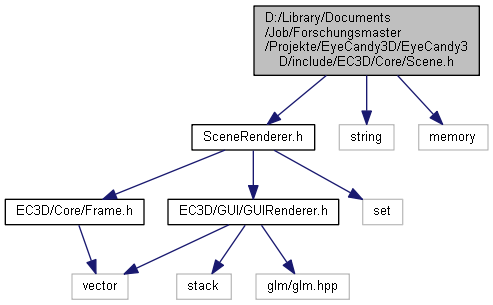 D:/Library/Documents
/Job/Forschungsmaster
/Projekte/EyeCandy3D/EyeCandy3
D/include/EC3D/Core/Scene.h
SceneRenderer.h
string
memory
EC3D/Core/Frame.h
EC3D/GUI/GUIRenderer.h
set
vector
stack
glm/glm.hpp